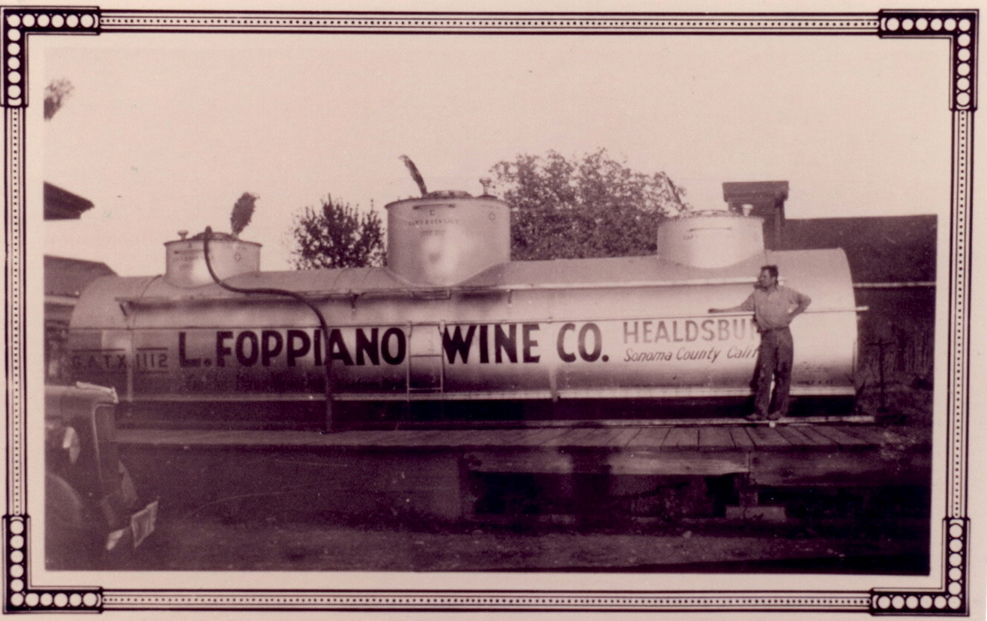 G.A.T.X. 1112
L. FOPPIANO WINE CO.
HEALDSBU
Sonoma County Calif